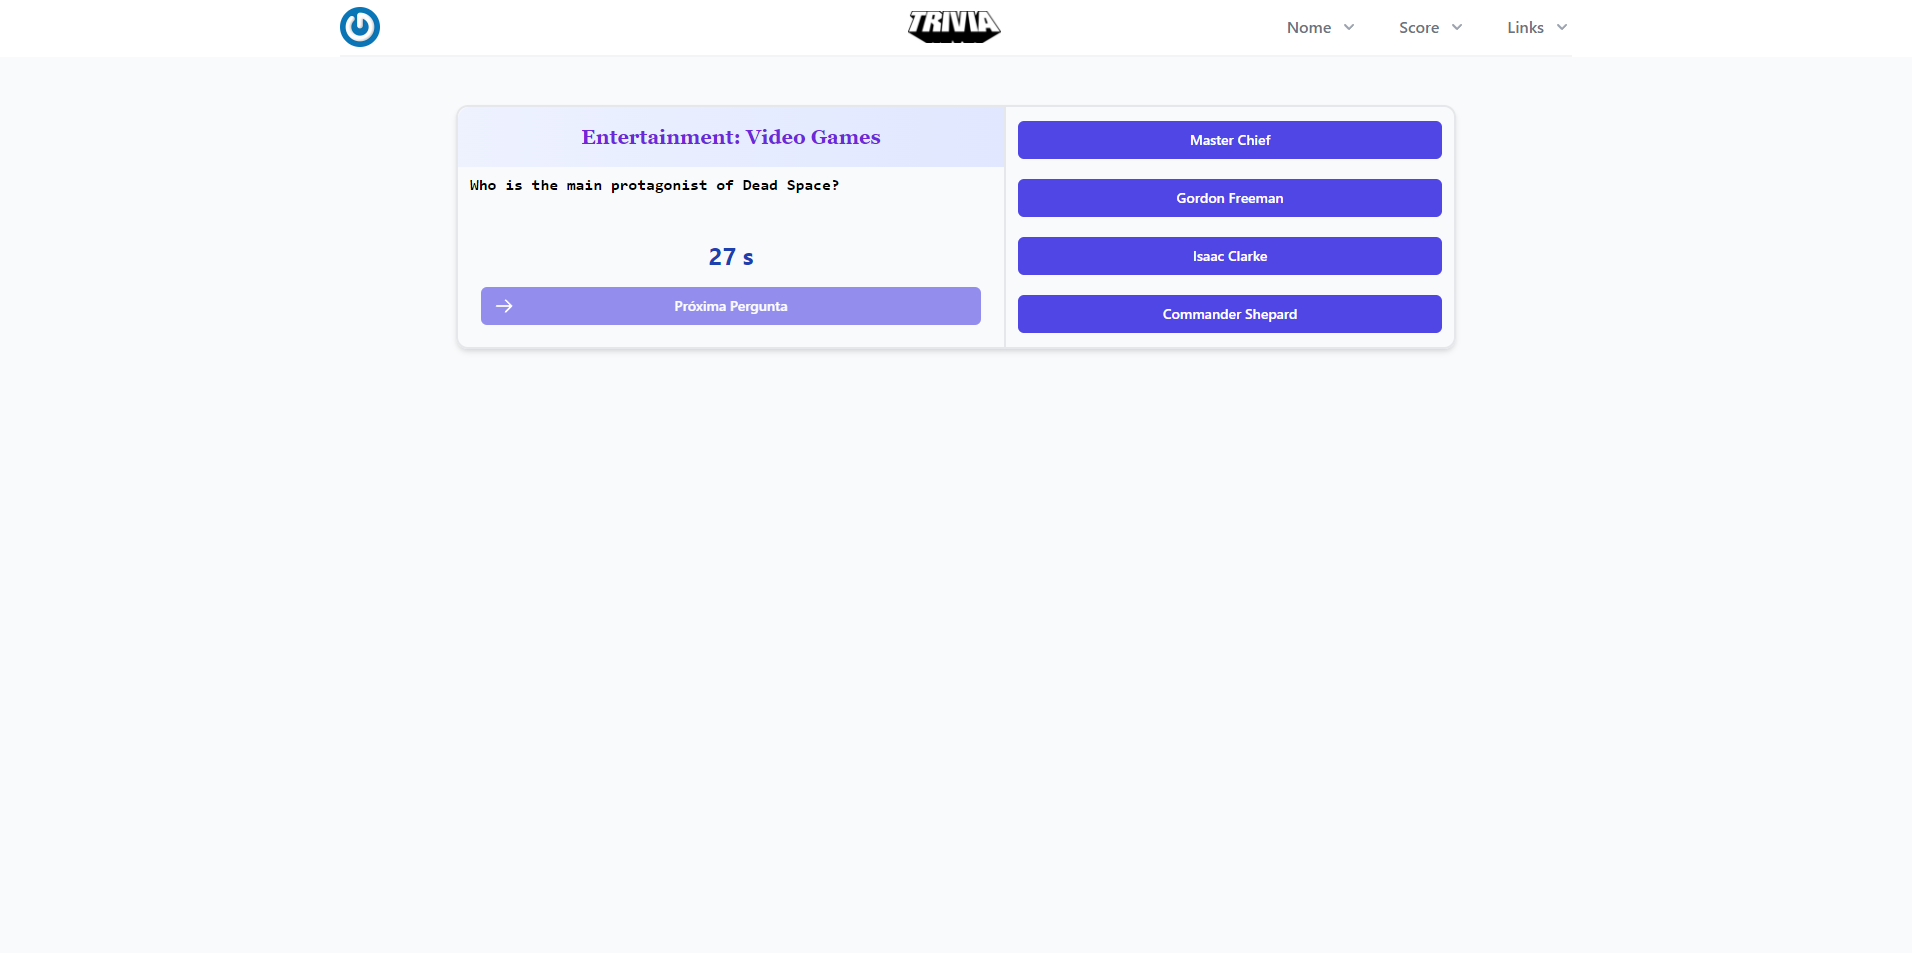 TRIVIA
Nome
Score
Links
Entertainment: Video Games
Who is the main protagonist of Dead Space?
27 s
Próxima Pergunta
Master Chief
Gordon Freeman
Isaac Clarke
Commander Shepard